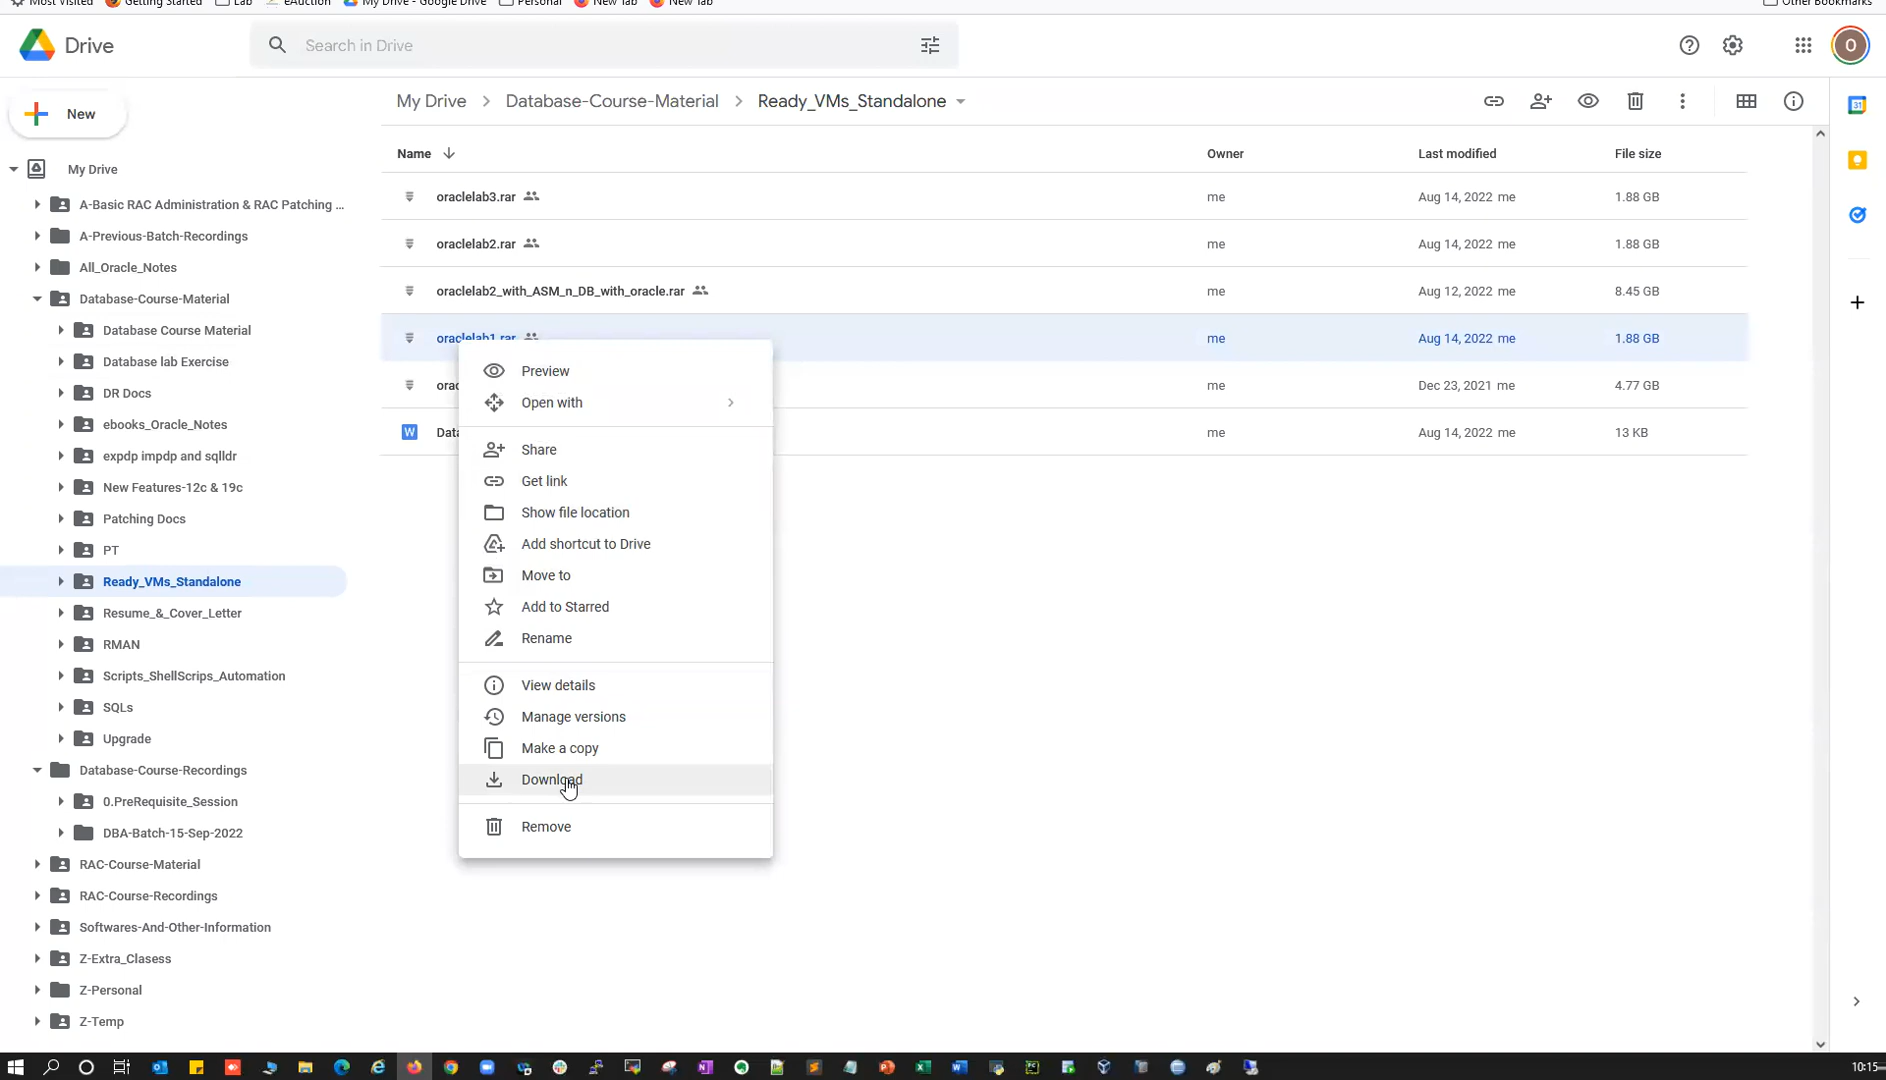 Most Visited Getting Started Lab eAuction My Drive - Google Drive Personal New Tab New Tab Other Bookmarks
Drive
Search in Drive
O
New
My Drive
A-Basic RAC Administration & RAC Patching ...
A-Previous-Batch-Recordings
All_Oracle_Notes
Database-Course-Material
Database Course Material
Database lab Exercise
DR Docs
ebooks_Oracle_Notes
expdp impdp and sqlldr
New Features-12c & 19c
Patching Docs
PT
Ready_VMs_Standalone
Resume_&_Cover_Letter
RMAN
Scripts_ShellScrips_Automation
SQLs
Upgrade
Database-Course-Recordings
0.PreRequisite_Session
DBA-Batch-15-Sep-2022
RAC-Course-Material
RAC-Course-Recordings
Softwares-And-Other-Information
Z-Extra_Clasess
Z-Personal
Z-Temp
My Drive > Database-Course-Material > Ready_VMs_Standalone
Name Owner Last modified File size
oraclelab3.rar me Aug 14, 2022 me 1.88 GB
oraclelab2.rar me Aug 14, 2022 me 1.88 GB
oraclelab2_with_ASM_n_DB_with_oracle.rar me Aug 12, 2022 me 8.45 GB
oraclelab1.rar me Aug 14, 2022 me 1.88 GB
orac me Dec 23, 2021 me 4.77 GB
W Data me Aug 14, 2022 me 13 KB
Preview
Open with
Share
Get link
Show file location
Add shortcut to Drive
Move to
Add to Starred
Rename
View details
Manage versions
Make a copy
Download
Remove
31
10:15